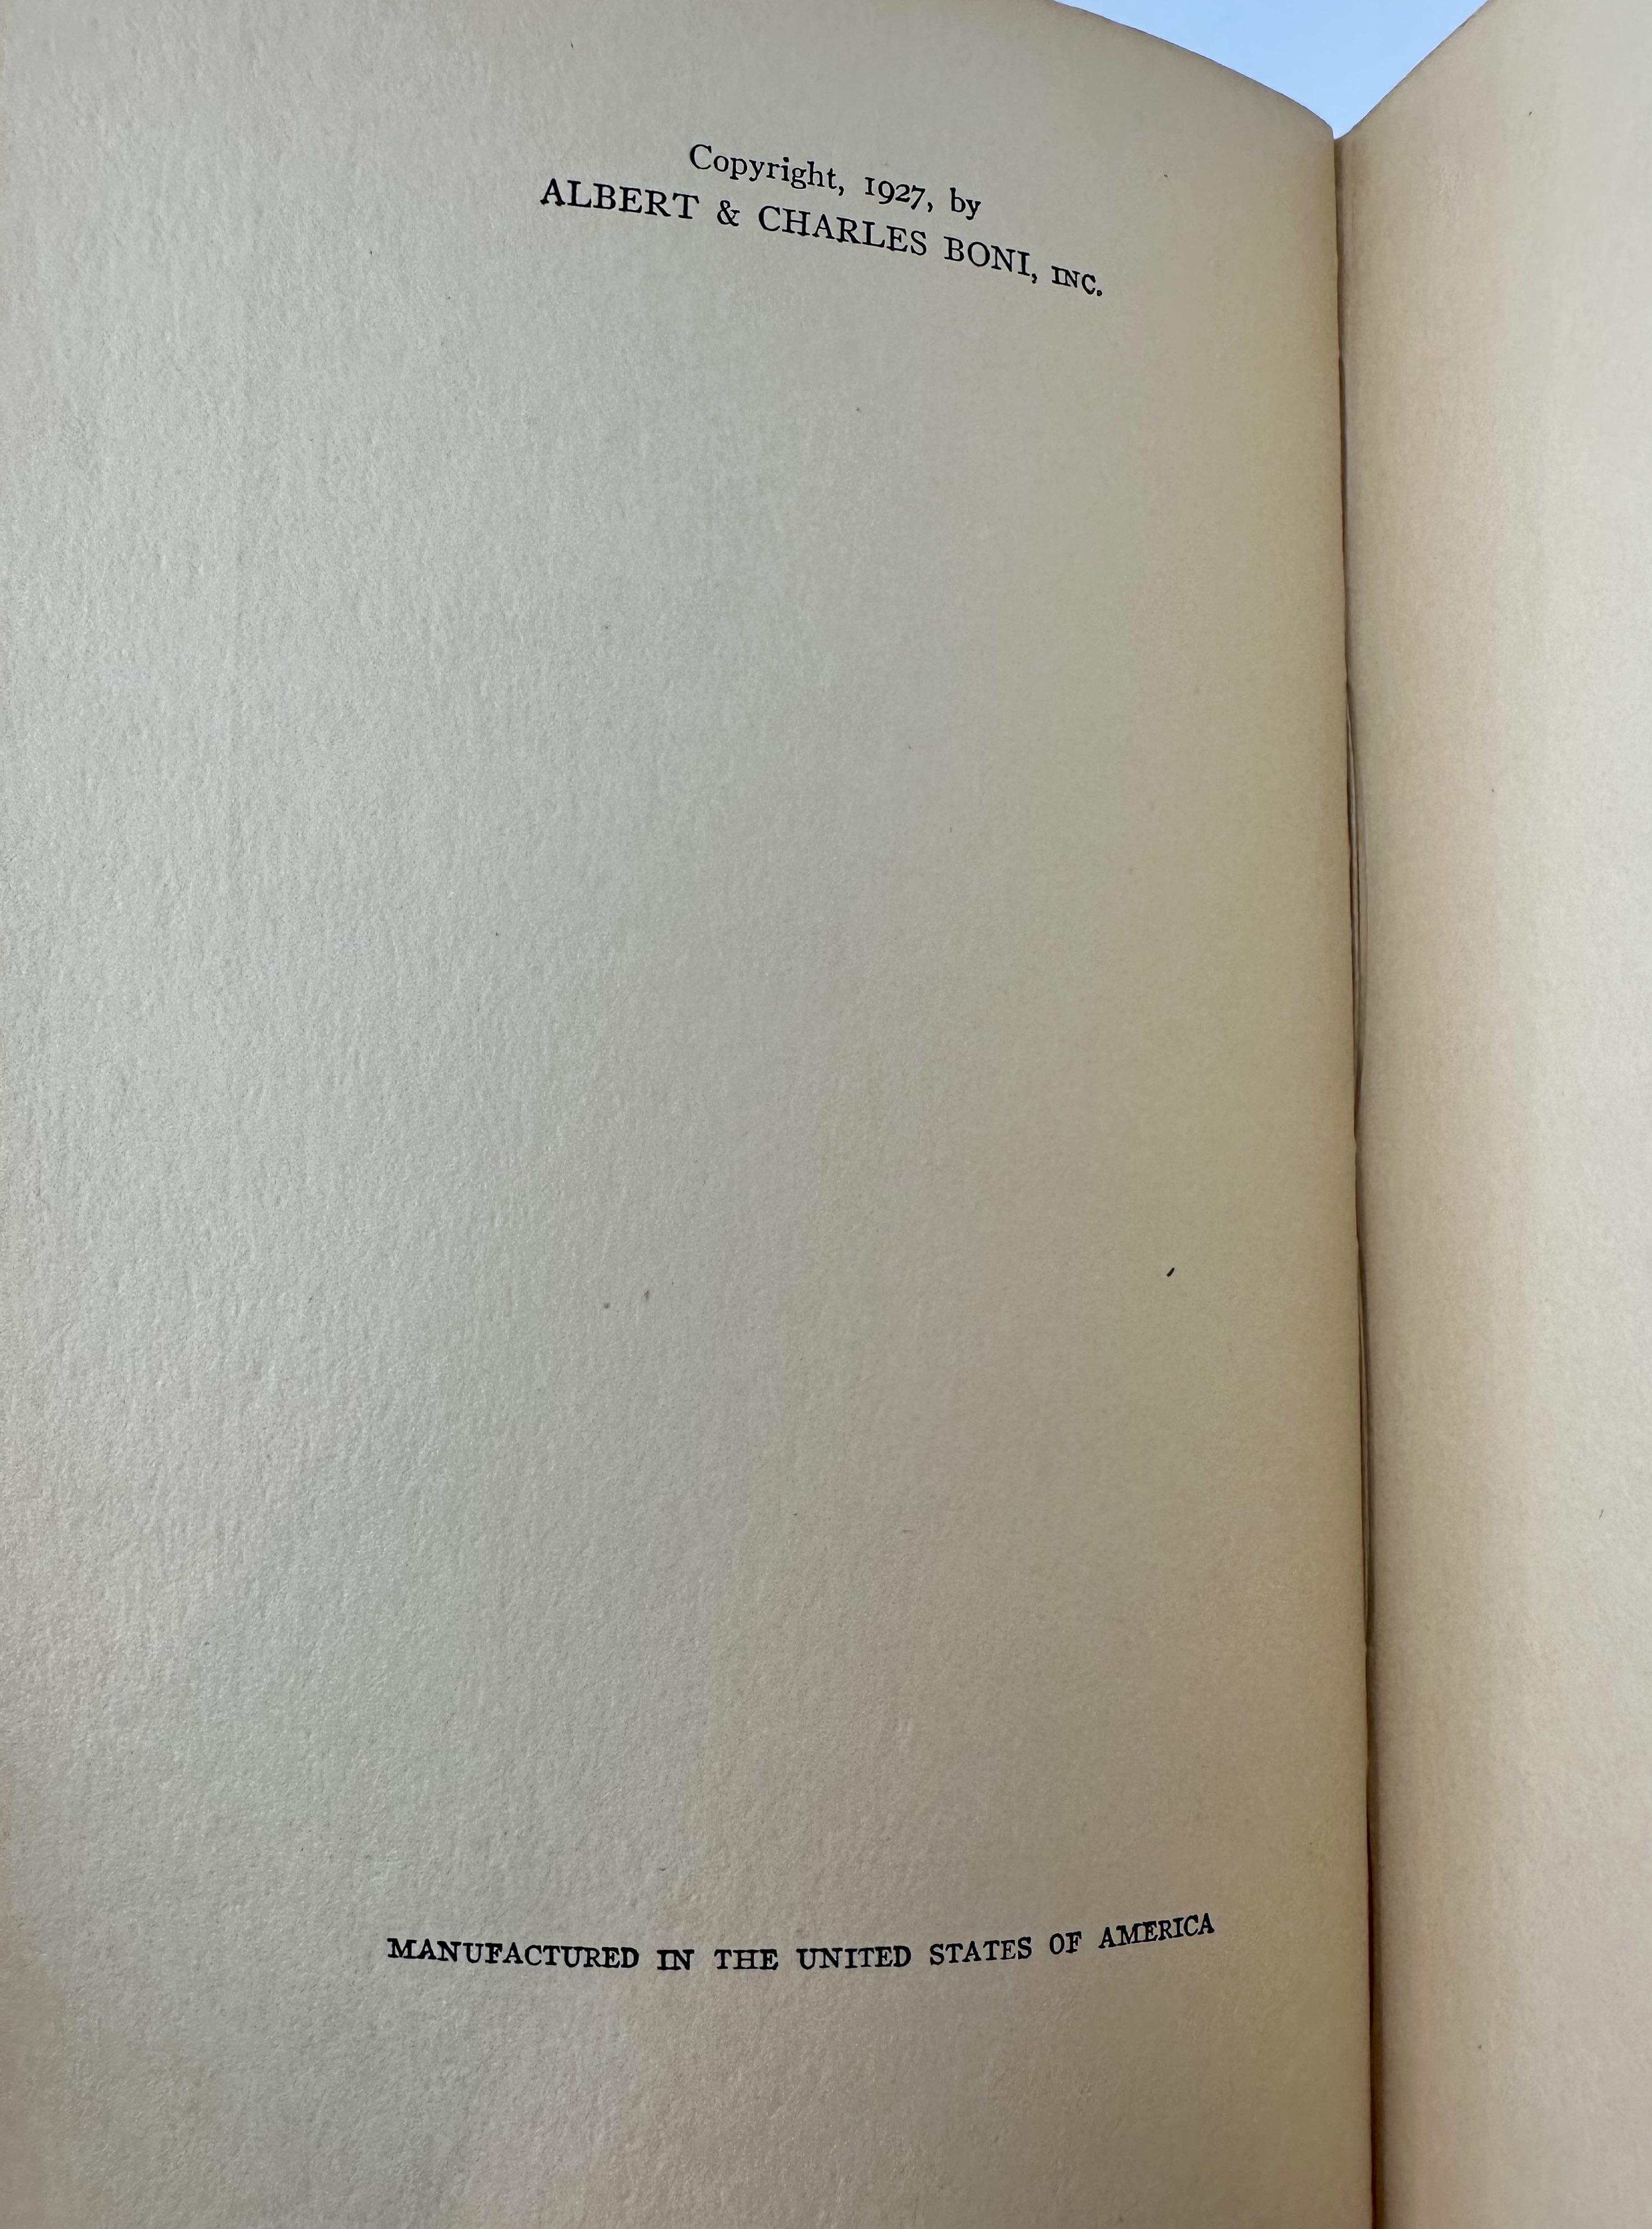 Copyright, 1927, by
ALBERT & CHARLES BONI, INC.
MANUFACTURED IN THE UNITED STATES OF AMERICA